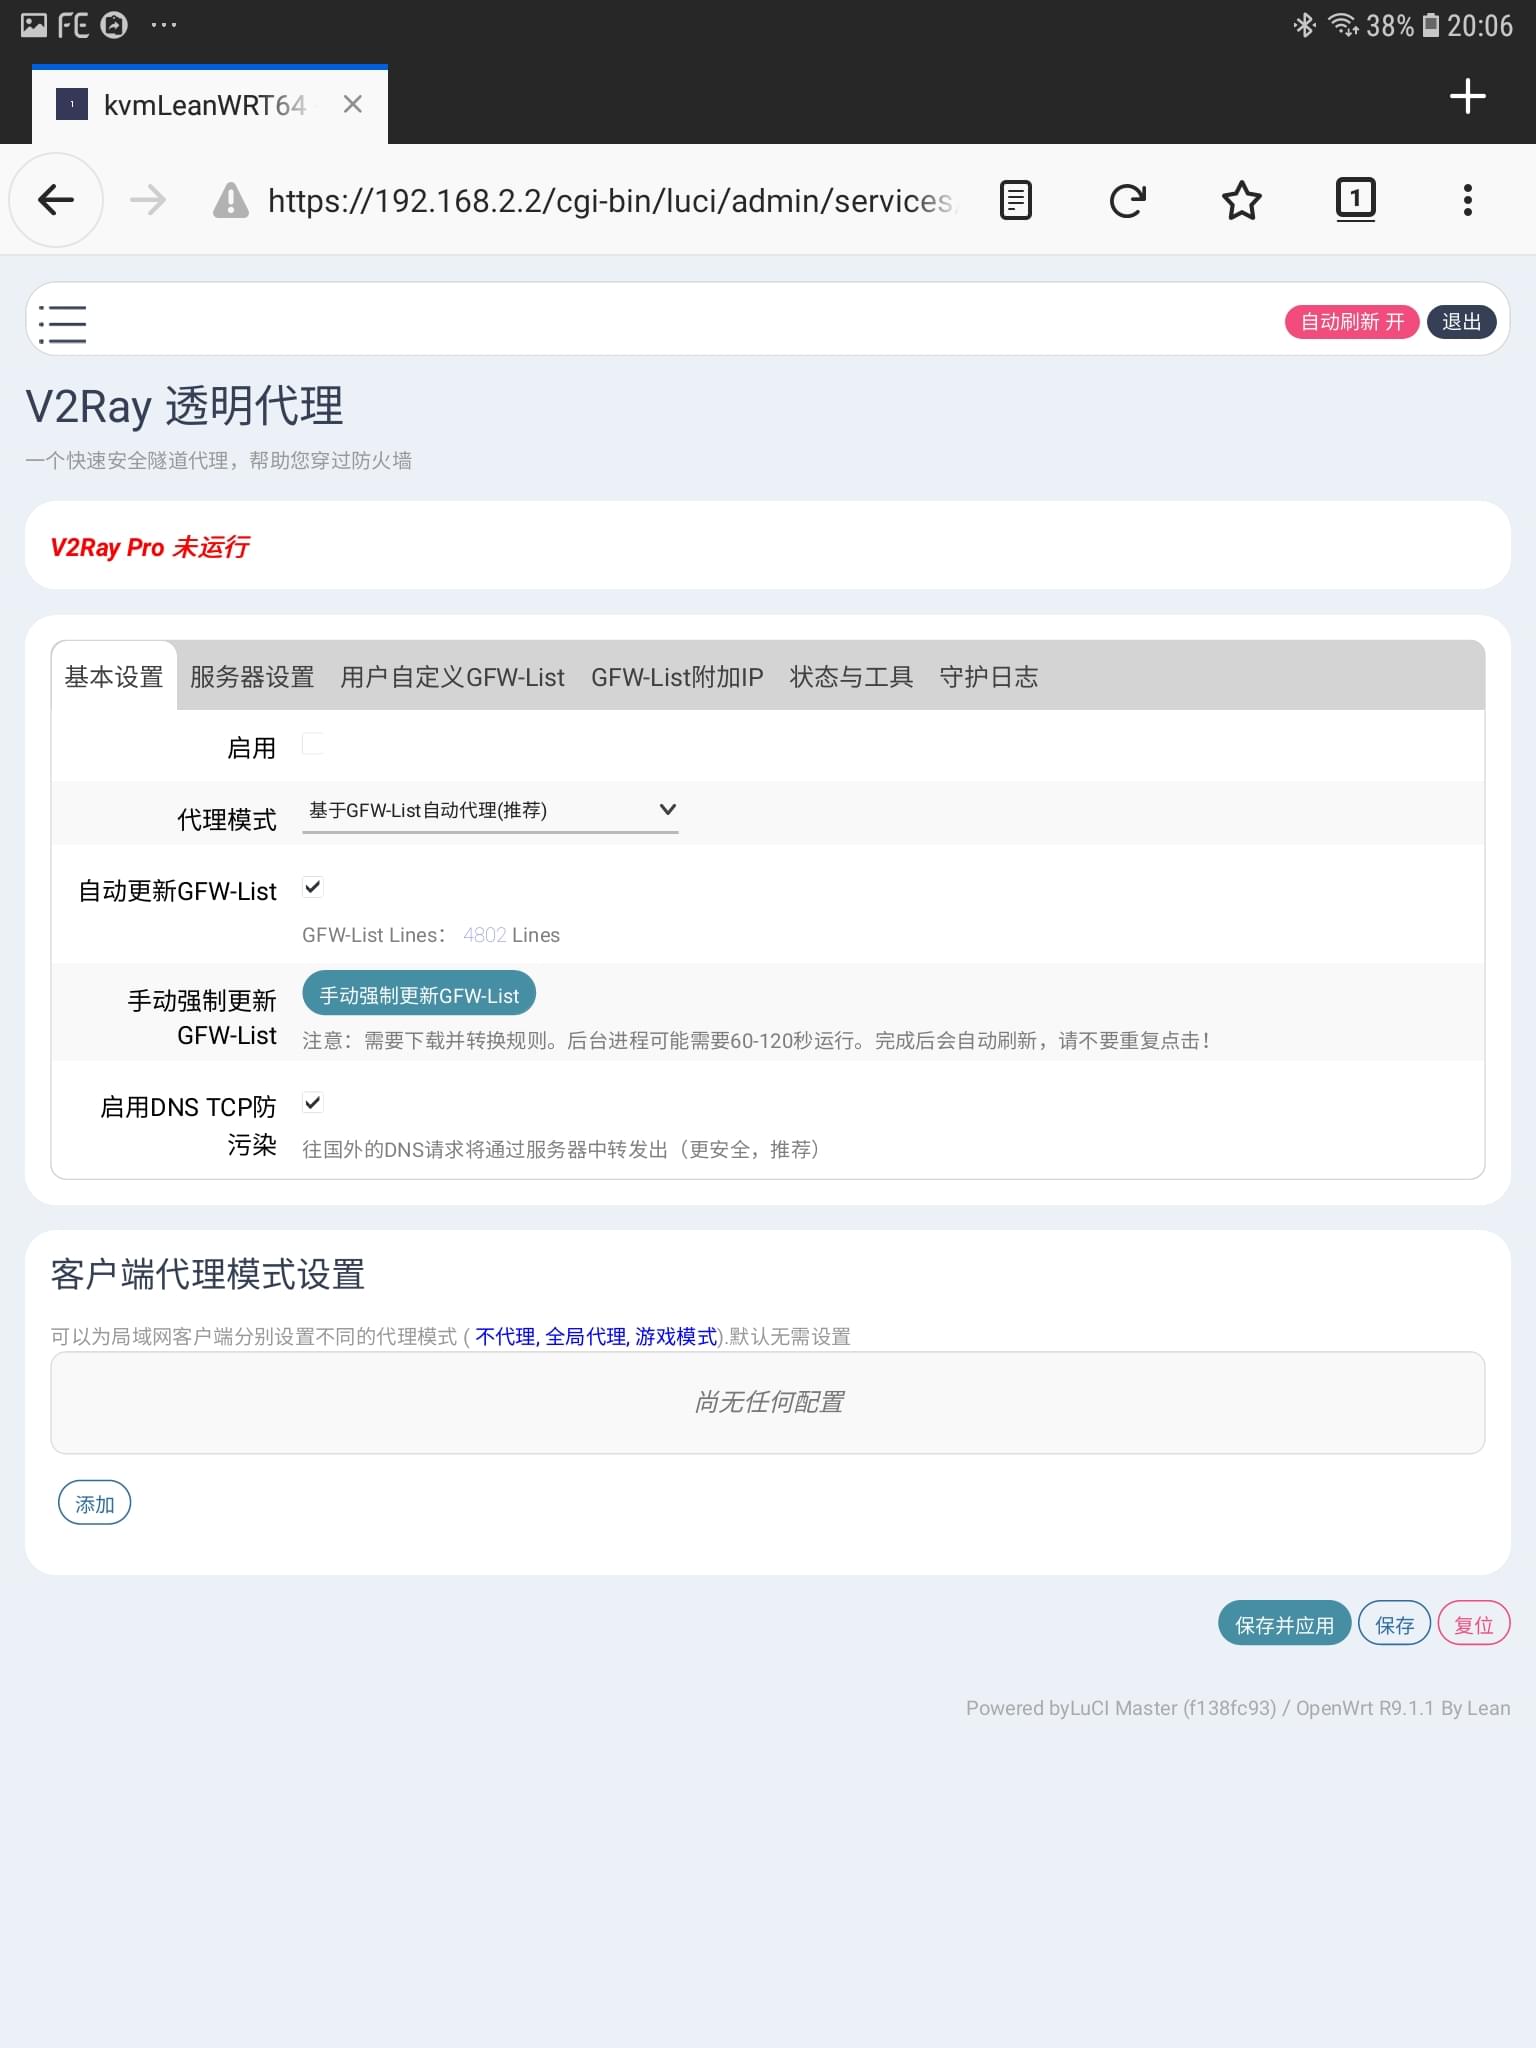 FE
38% 20:06
kvmLeanWRT64
https://192.168.2.2/cgi-bin/luci/admin/services/
1
自动刷新 开 退出
V2Ray 透明代理
一个快速安全隧道代理，帮助您穿过防火墙
V2Ray Pro 未运行
基本设置 服务器设置 用户自定义GFW-List GFW-List附加IP 状态与工具 守护日志
启用
代理模式 基于GFW-List自动代理(推荐)
自动更新GFW-List
GFW-List Lines： 4802 Lines
手动强制更新
GFW-List
手动强制更新GFW-List
注意：需要下载并转换规则。后台进程可能需要60-120秒运行。完成后会自动刷新，请不要重复点击！
启用DNS TCP防
污染
往国外的DNS请求将通过服务器中转发出（更安全，推荐）
客户端代理模式设置
可以为局域网客户端分别设置不同的代理模式 ( 不代理, 全局代理, 游戏模式).默认无需设置
尚无任何配置
添加
保存并应用 保存 复位
Powered byLuCI Master (f138fc93) / OpenWrt R9.1.1 By Lean